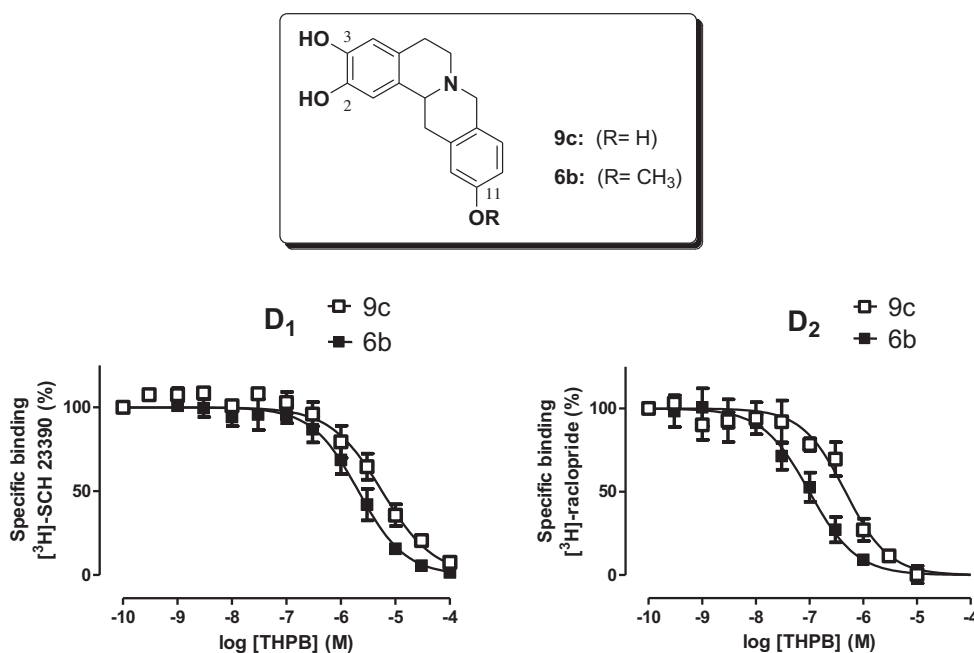 HO
3
HO
2
N
9c: (R= H)
6b: (R= CH₃)
11
OR
D₁
9c
6b
Specific binding
[³H]-SCH 23390 (%)
100
50
0
-10 -9 -8 -7 -6 -5 -4
log [THPB] (M)
D₂
9c
6b
Specific binding
[³H]-raclopride (%)
100
50
0
-10 -9 -8 -7 -6 -5 -4
log [THPB] (M)